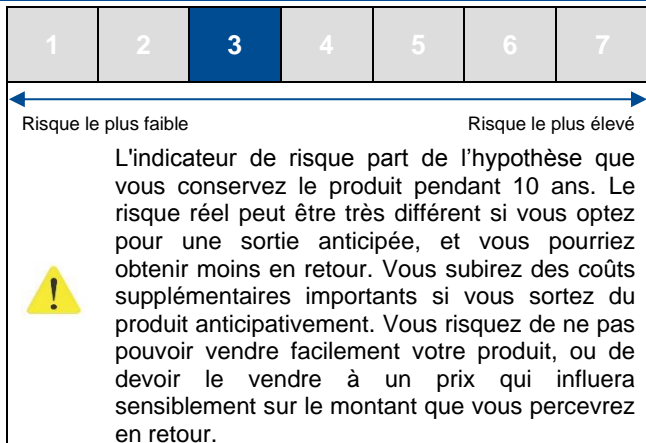 1 2 3 4 5 6 7
Risque le plus faible Risque le plus élevé
L'indicateur de risque part de l’hypothèse que
vous conservez le produit pendant 10 ans. Le
risque réel peut être très différent si vous optez
pour une sortie anticipée, et vous pourriez
obtenir moins en retour. Vous subirez des coûts
supplémentaires importants si vous sortez du
produit anticipativement. Vous risquez de ne pas
pouvoir vendre facilement votre produit, ou de
devoir le vendre à un prix qui influera
sensiblement sur le montant que vous percevrez
en retour.